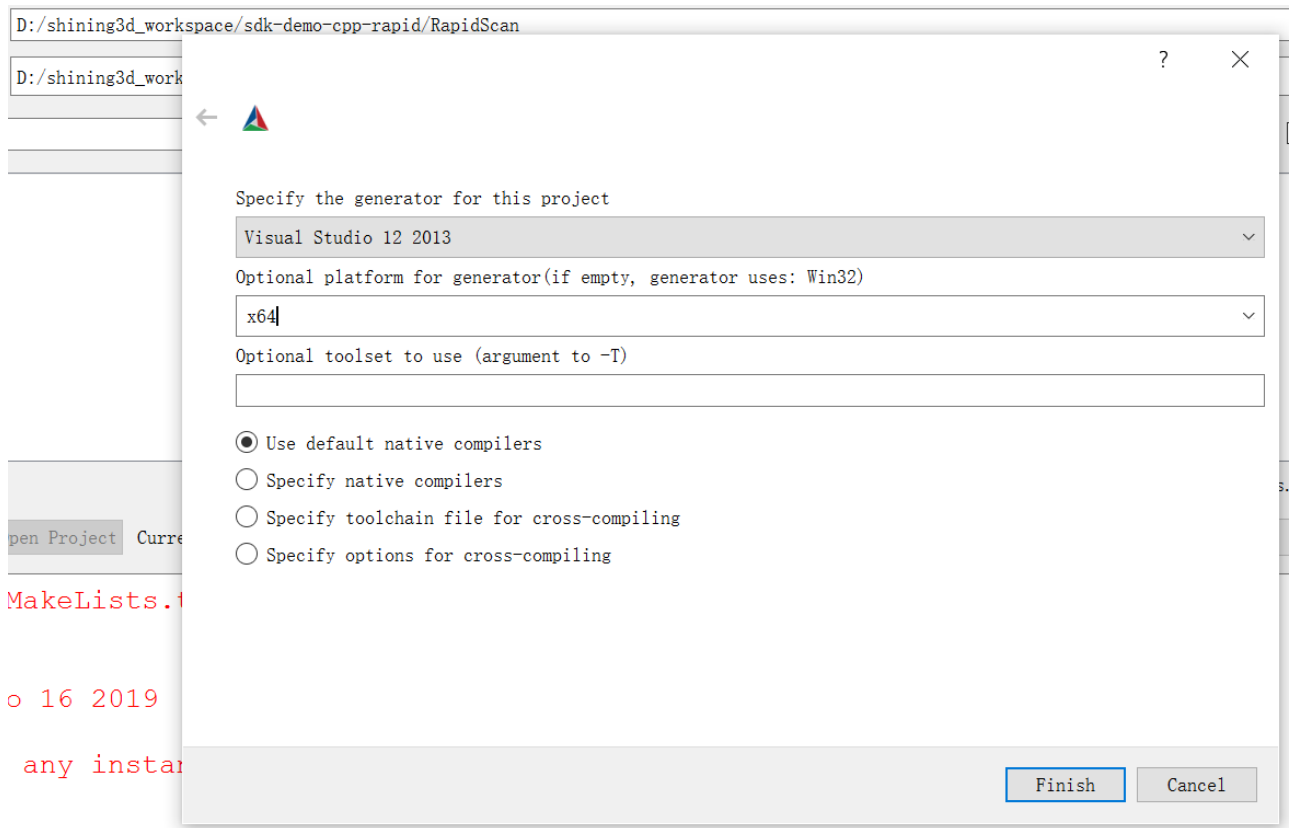 D:/shining3d_workspace/sdk-demo-cpp-rapid/RapidScan
?
D:/shining3d_work
Specify the generator for this project
Visual Studio 12 2013
Optional platform for generator(if empty, generator uses: Win32)
x64
Optional toolset to use (argument to -T)
Use default native compilers
Specify native compilers
s.
Specify toolchain file for cross-compiling
pen Project Curre
Specify options for cross-compiling
MakeLists.t
o 16 2019
any instan
Finish Cancel